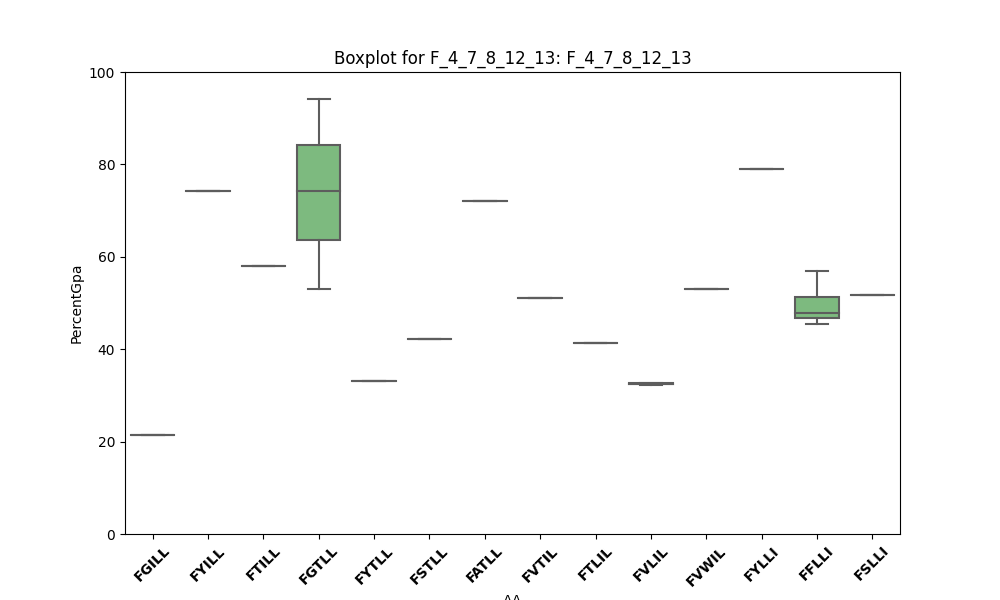 Boxplot for F_4_7_8_12_13: F_4_7_8_12_13
100
80
60
40
20
0
PercentGpa
FGILL FYILL FTILL FGTLL FYTLL FSTLL FATLL FVTIL FTLIL FVLIL FVWIL FYLLI FFLLI FSLLI
AA